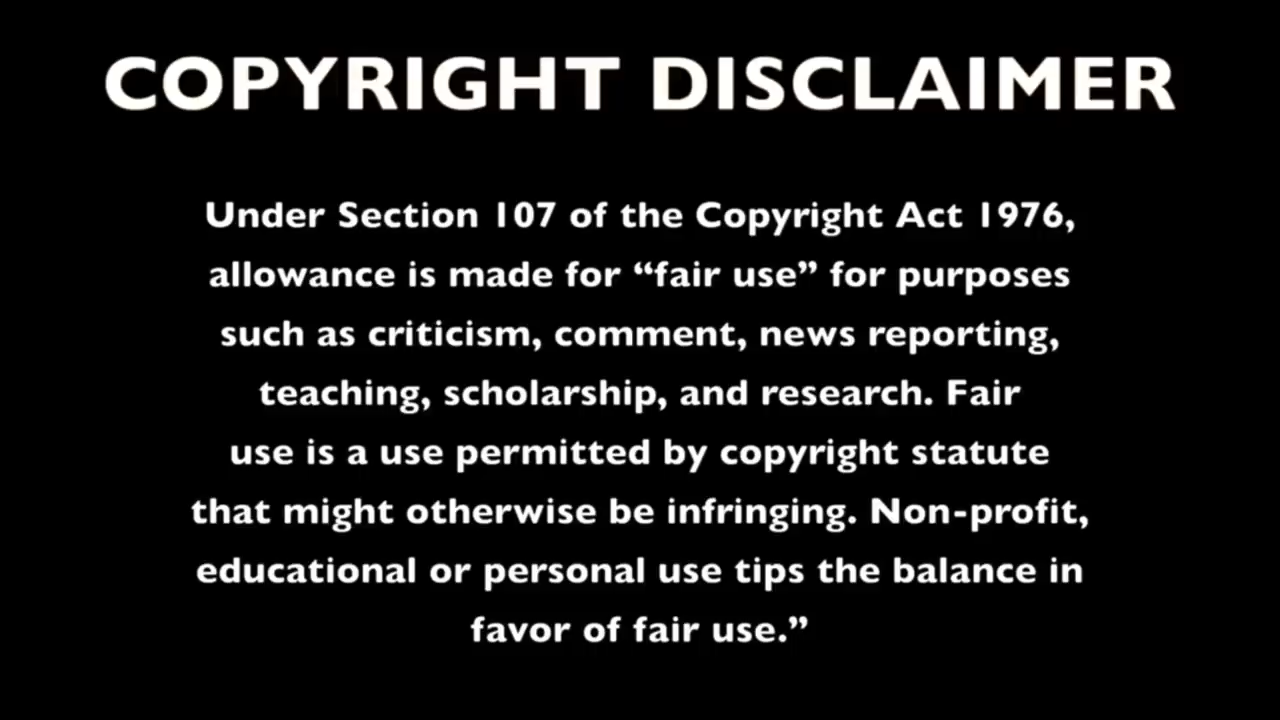 COPYRIGHT DISCLAIMER
Under Section 107 of the Copyright Act 1976,
allowance is made for “fair use” for purposes
such as criticism, comment, news reporting,
teaching, scholarship, and research. Fair
use is a use permitted by copyright statute
that might otherwise be infringing. Non-profit,
educational or personal use tips the balance in
favor of fair use.”